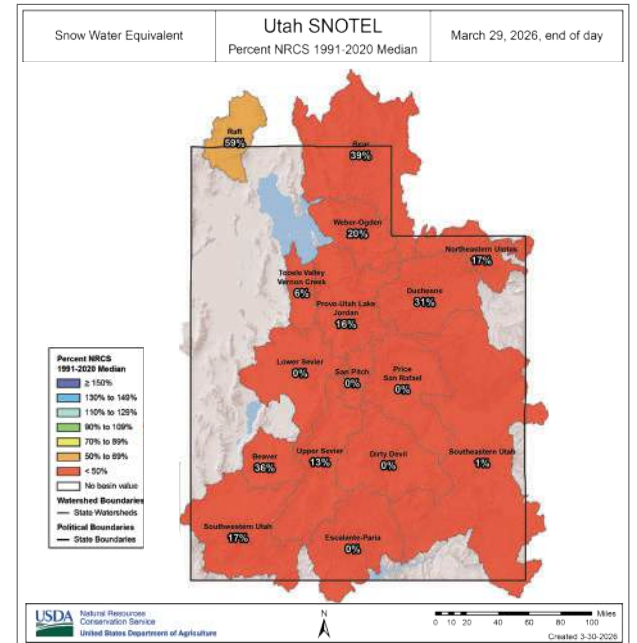 Snow Water Equivalent
Utah SNOTEL
Percent NRCS 1991-2020 Median
March 29, 2026, end of day
Raft
59%
Bear
39%
Weber-Ogden
20%
Northeastern Uintas
17%
Tooele Valley
Vernon Creek
6%
Duchesne
31%
Provo-Utah Lake
Jordan
16%
Lower Sevier
0%
San Pitch
0%
Price
San Rafael
0%
Beaver
36%
Upper Sevier
13%
Dirty Devil
0%
Southeastern Utah
1%
Southwestern Utah
17%
Escalante-Paria
0%
Percent NRCS
1991-2020 Median
≥ 150%
130% to 149%
110% to 129%
90% to 109%
70% to 89%
50% to 69%
< 50%
No basin value
Watershed Boundaries
State Watersheds
Political Boundaries
State Boundaries
USDA
Natural Resources
Conservation Service
United States Department of Agriculture
N
Miles
0 10 20 40 60 80 100
Created 3-30-2026